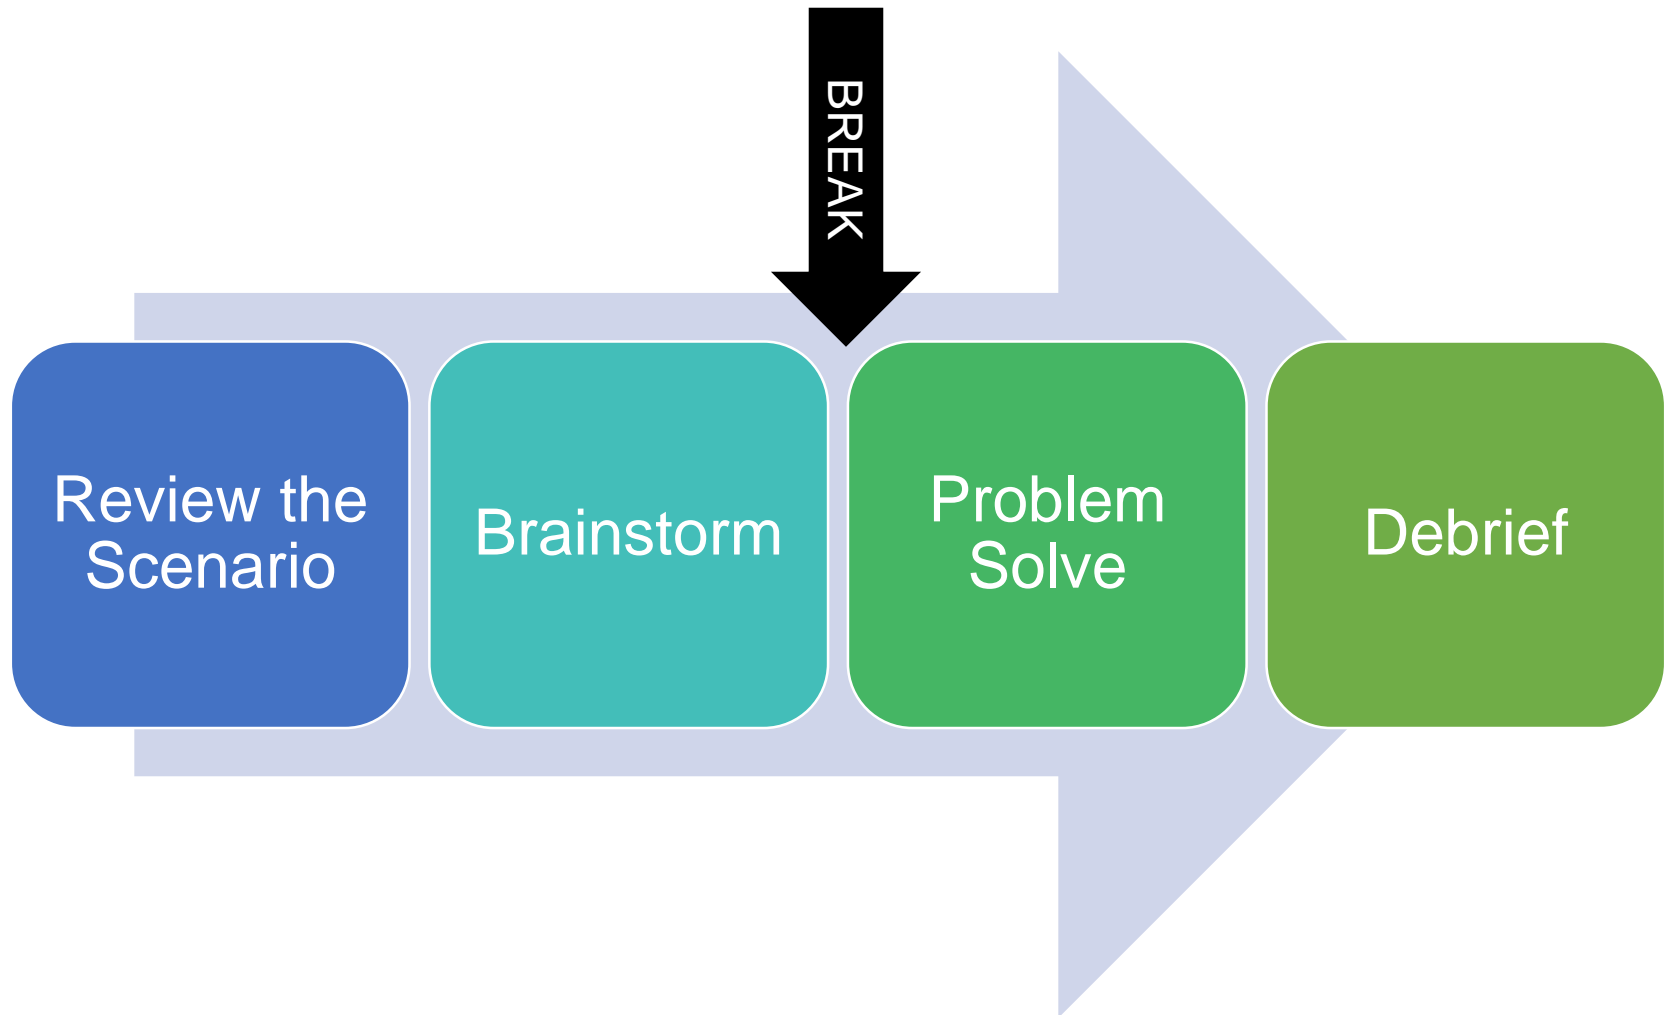 BREAK
Review the
Scenario
Brainstorm
Problem
Solve
Debrief